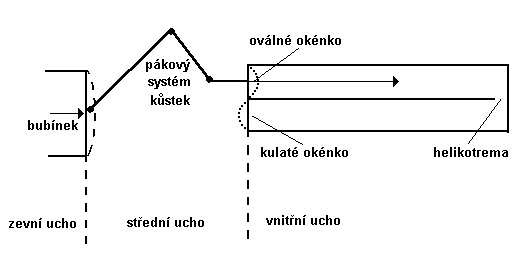 oválné okénko
pákový
systém
kůstek
bubínek
kulaté okénko
helikotrema
zevní ucho
střední ucho
vnitřní ucho